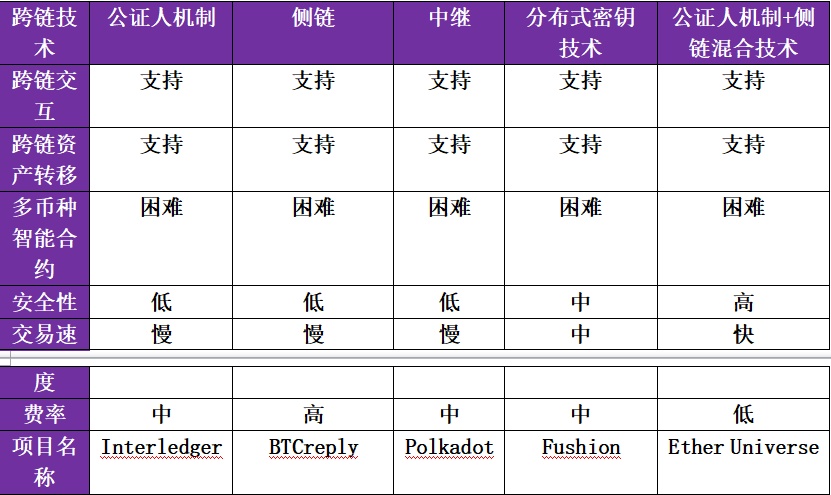 跨链技术 公证人机制 侧链 中继 分布式密钥技术 公证人机制+侧链混合技术
跨链交互 支持 支持 支持 支持 支持
跨链资产转移 支持 支持 支持 支持 支持
多币种智能合约 困难 困难 困难 困难 困难
安全性 低 低 低 中 高
交易速 慢 慢 慢 中 快
度
费率 中 高 中 中 低
项目名称 Interledger BTCreply Polkadot Fushion Ether Universe